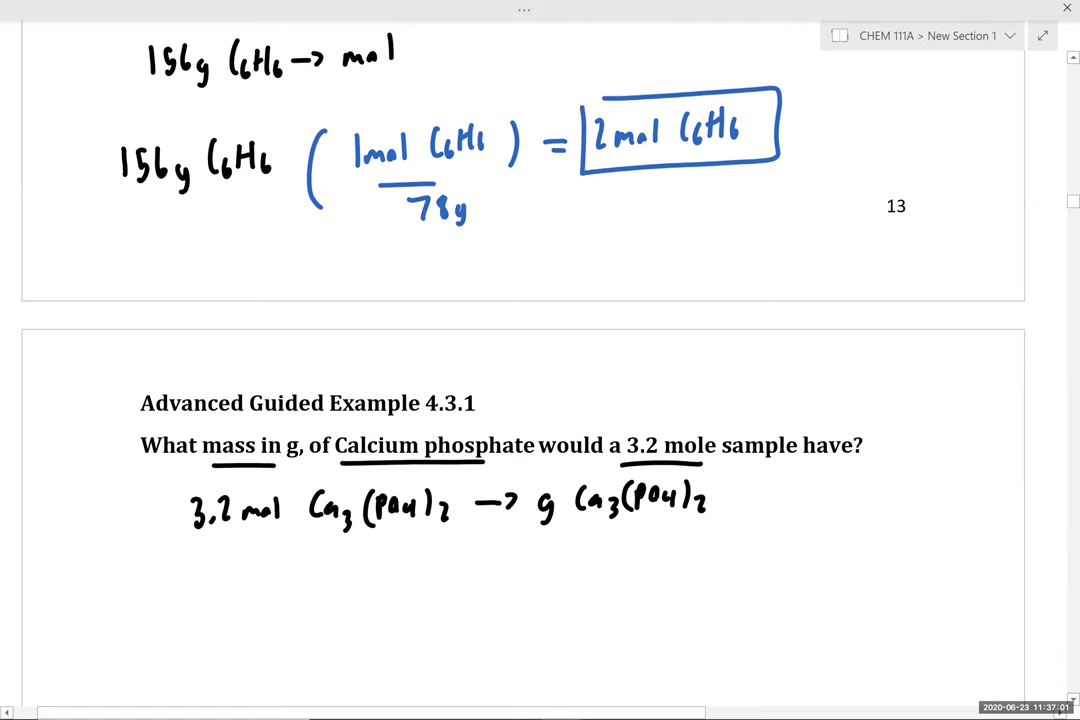 CHEM 111A > New Section 1
156g C6H6 → mol
156g C6H6 ( 1mol C6H6 / 78g ) = 2 mol C6H6
13
Advanced Guided Example 4.3.1
What mass in g, of Calcium phosphate would a 3.2 mole sample have?
3.2 mol Ca3(PO4)2 → g Ca3(PO4)2
2020-06-23 11:37:01